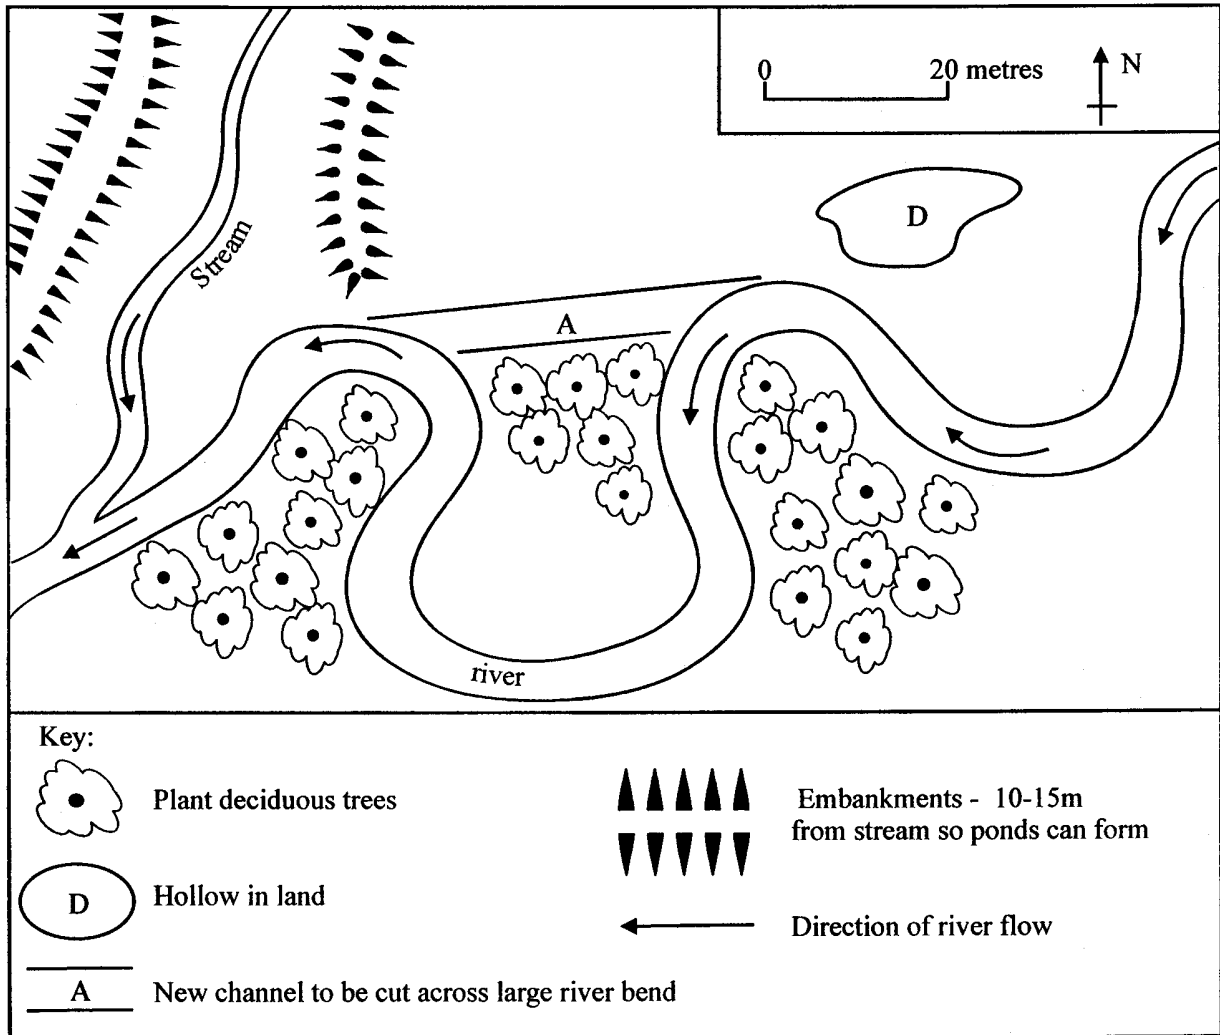 0 20 metres N
D
Stream
A
river
Key:
Plant deciduous trees
Embankments - 10-15m
from stream so ponds can form
D Hollow in land
Direction of river flow
A New channel to be cut across large river bend